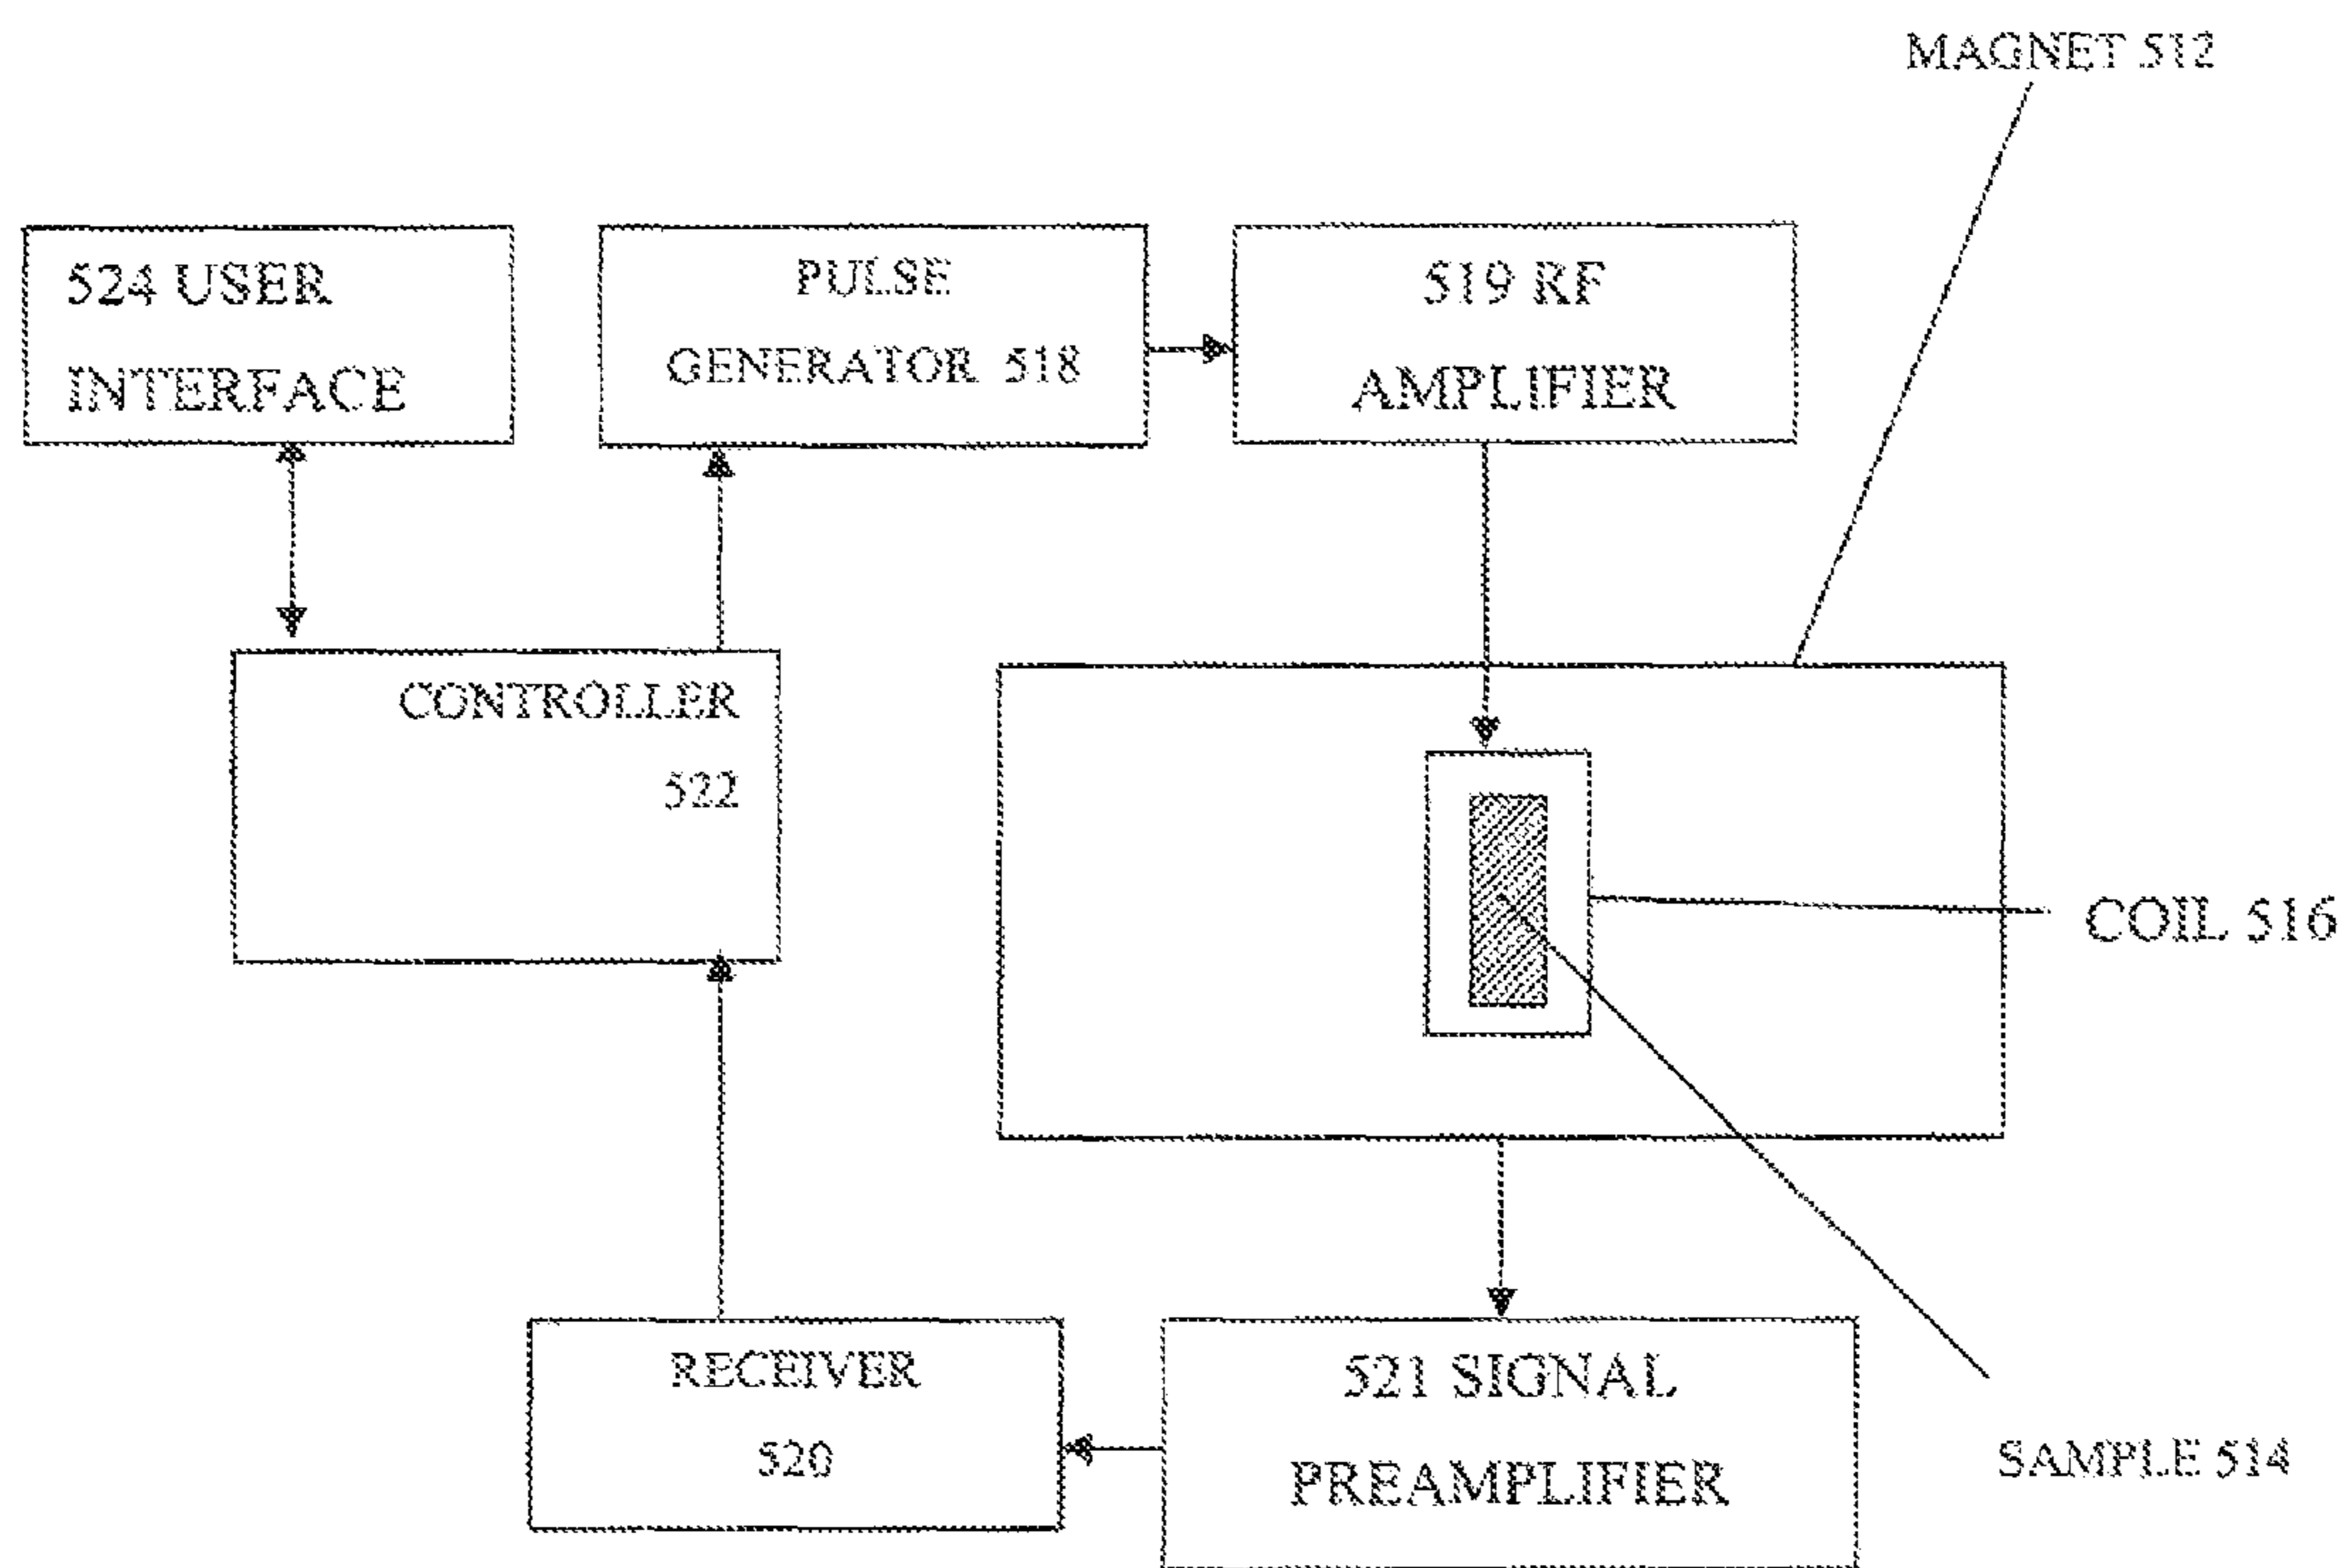 MAGNET 512
524 USER
INTERFACE
PULSE
GENERATOR 518
519 RF
AMPLIFIER
CONTROLLER
522
COIL 516
RECEIVER
520
521 SIGNAL
PREAMPLIFIER
SAMPLE 514